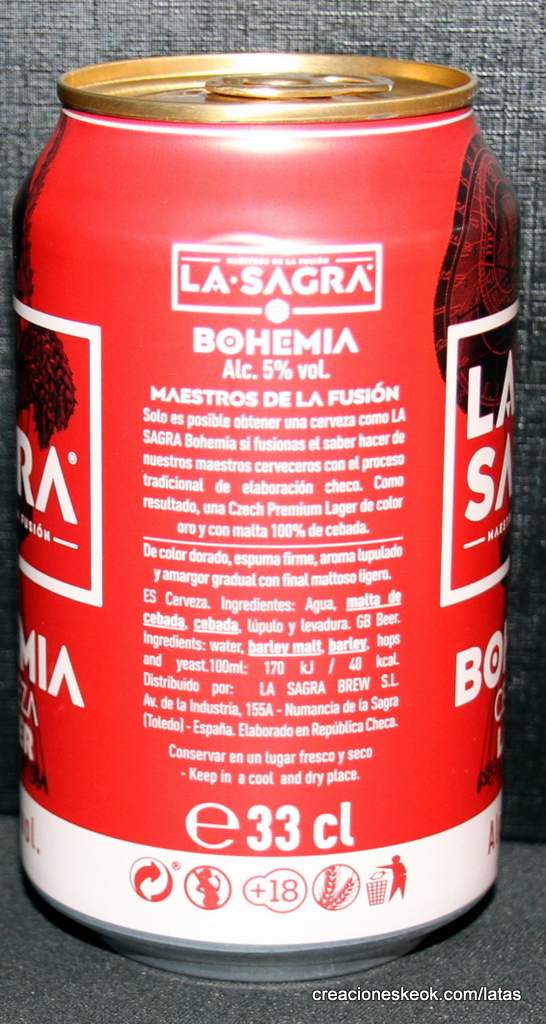 MAESTROS DE LA FUSIÓN
LA·SAGRA®
BOHEMIA
Alc. 5% vol.
MAESTROS DE LA FUSIÓN
Solo es posible obtener una cerveza como LA
SAGRA Bohemia si fusionas el saber hacer de
nuestros maestros cerveceros con el proceso
tradicional de elaboración checo. Como
resultado, una Czech Premium Lager de color
oro y con malta 100% de cebada.
De color dorado, espuma firme, aroma lupulado
y amargor gradual con final maltoso ligero.
ES Cerveza. Ingredientes: Agua, malta de
cebada, cebada, lúpulo y levadura. GB Beer.
Ingredients: water, barley malt, barley, hops
and yeast.100ml: 170 kJ / 40 kcal.
Distribuido por: LA SAGRA BREW S.L.
Av. de la Industria, 155A - Numancia de la Sagra
(Toledo) - España. Elaborado en República Checa.
Conservar en un lugar fresco y seco
- Keep in a cool and dry place.
℮ 33 cl
+18
RA®
FUSIÓN
MIA
ZA
ER
ol.
LA
SA
MA
BO
C
L
A
creacioneskeok.com/latas